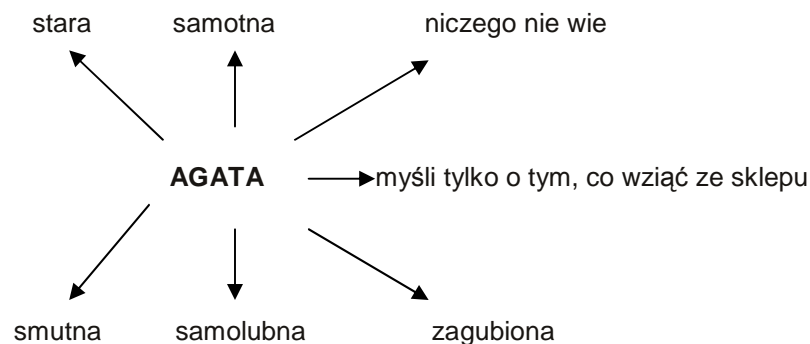 stara samotna niczego nie wie
AGATA myśli tylko o tym, co wziąć ze sklepu
smutna samolubna zagubiona